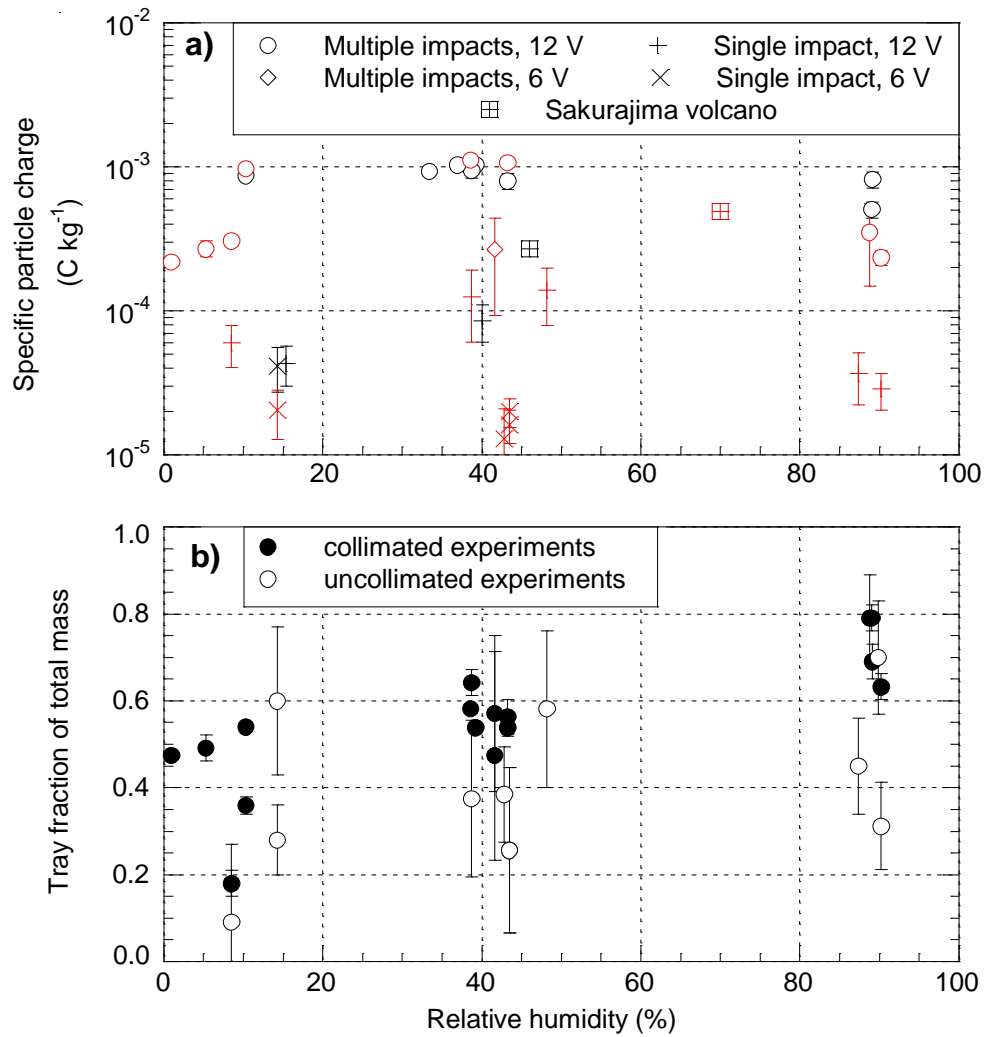 10-2
a)
Multiple impacts, 12 V
Single impact, 12 V
Multiple impacts, 6 V
Single impact, 6 V
Sakurajima volcano
10-3
10-4
10-5
Specific particle charge
(C kg-1)
0 20 40 60 80 100
b)
collimated experiments
uncollimated experiments
1.0
0.8
0.6
0.4
0.2
0.0
Tray fraction of total mass
0 20 40 60 80 100
Relative humidity (%)